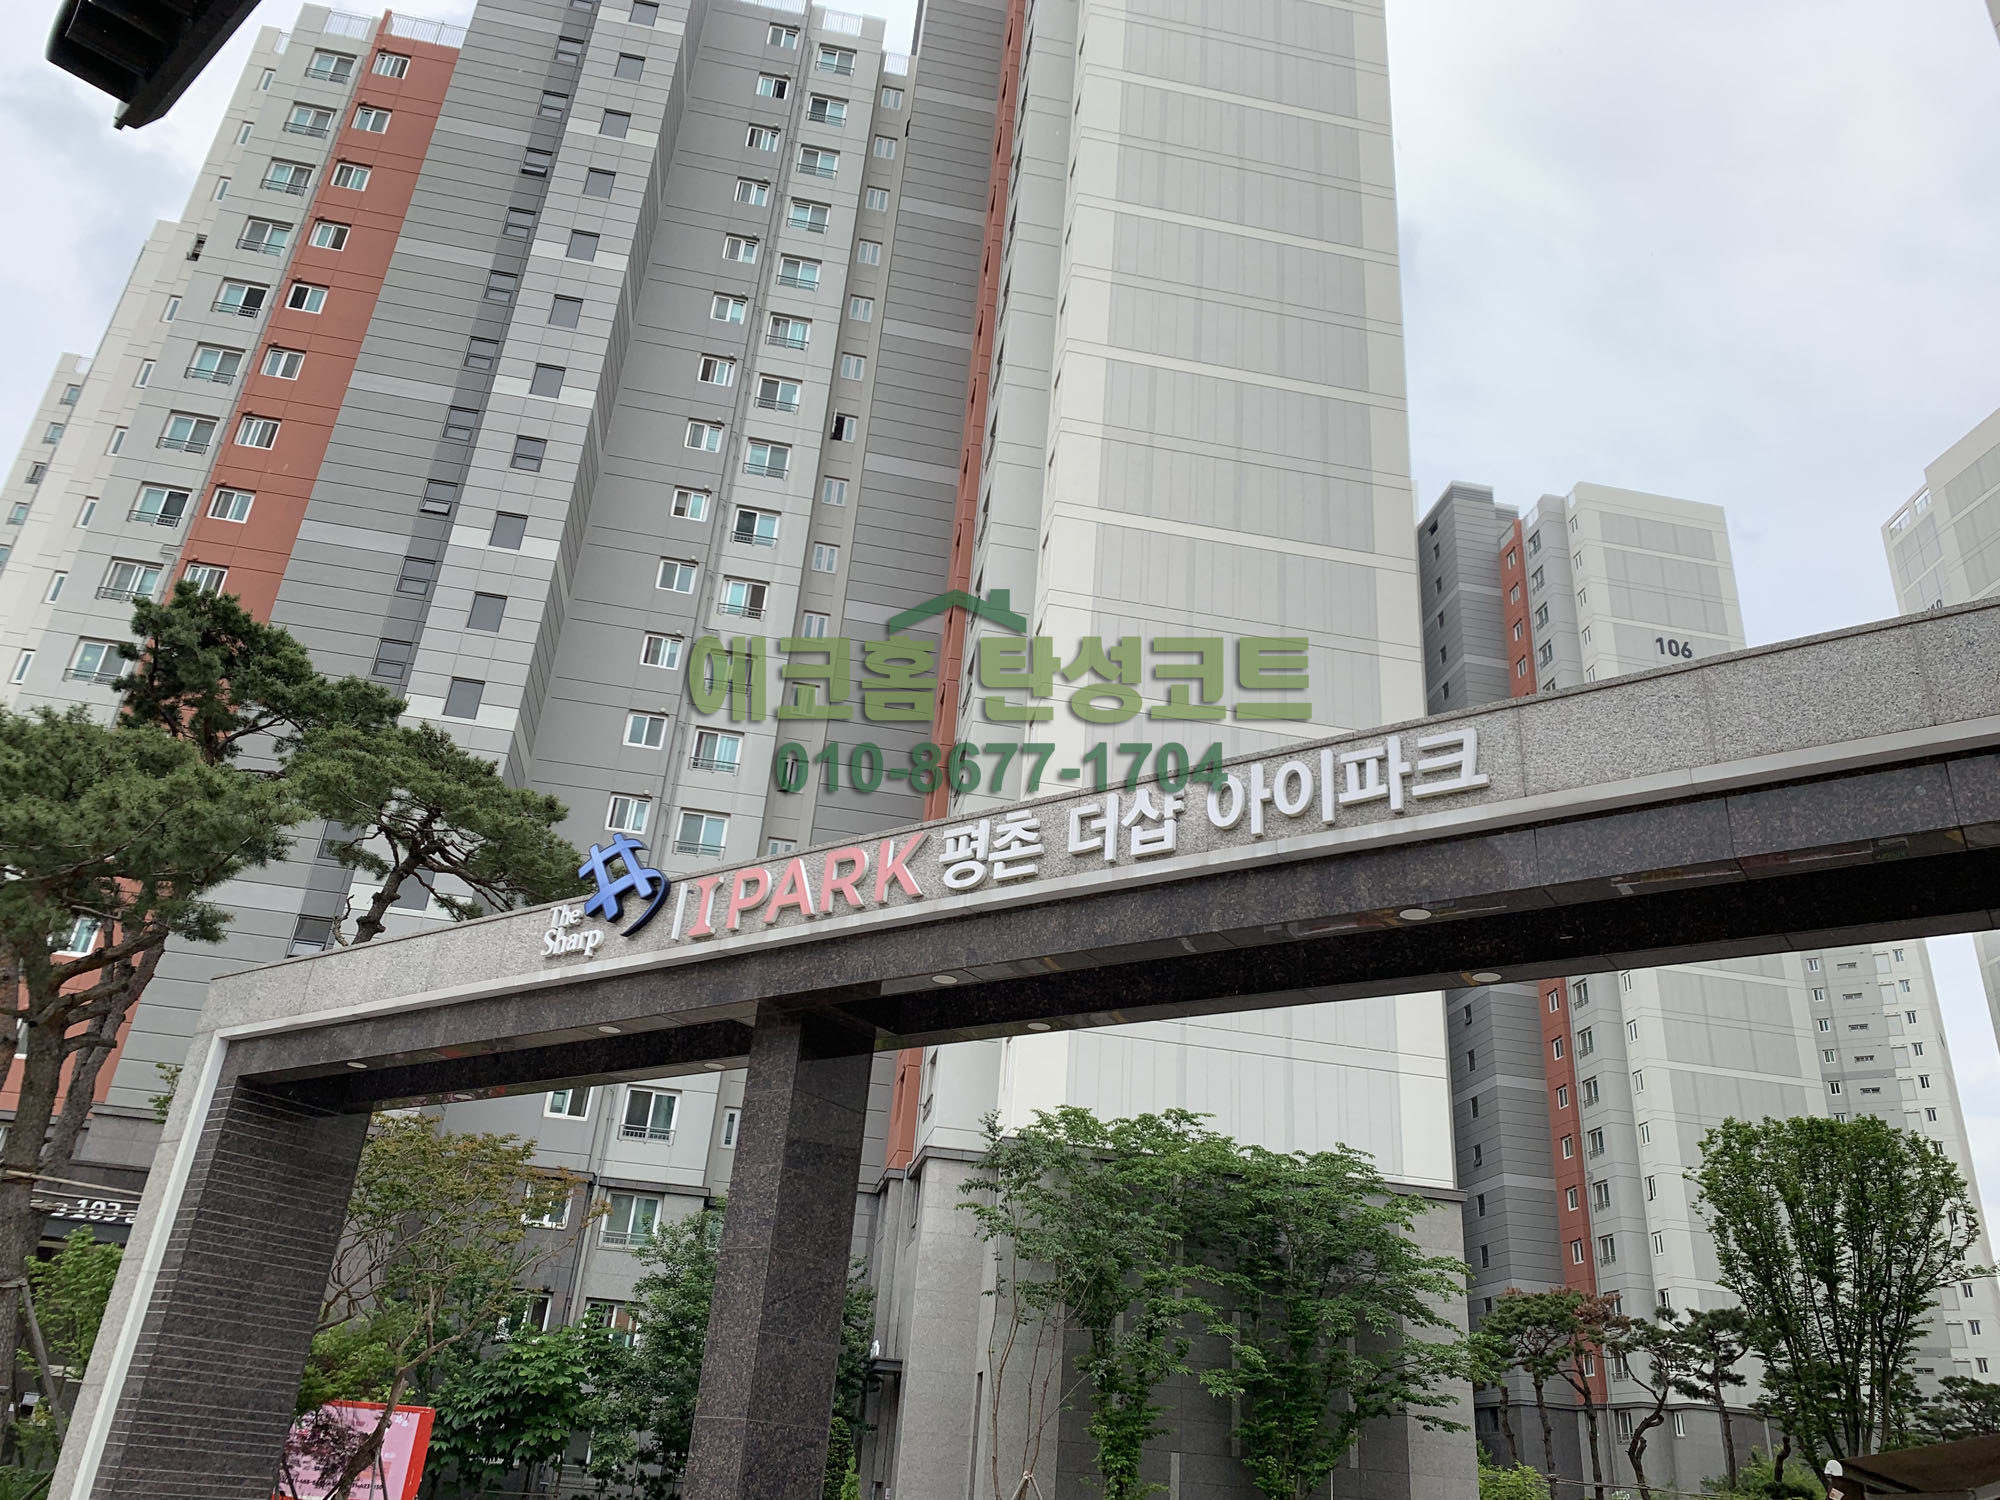 에코홈 탄성코트
010-8677-1704
The Sharp
IPARK 평촌 더샵 아이파크
106
103